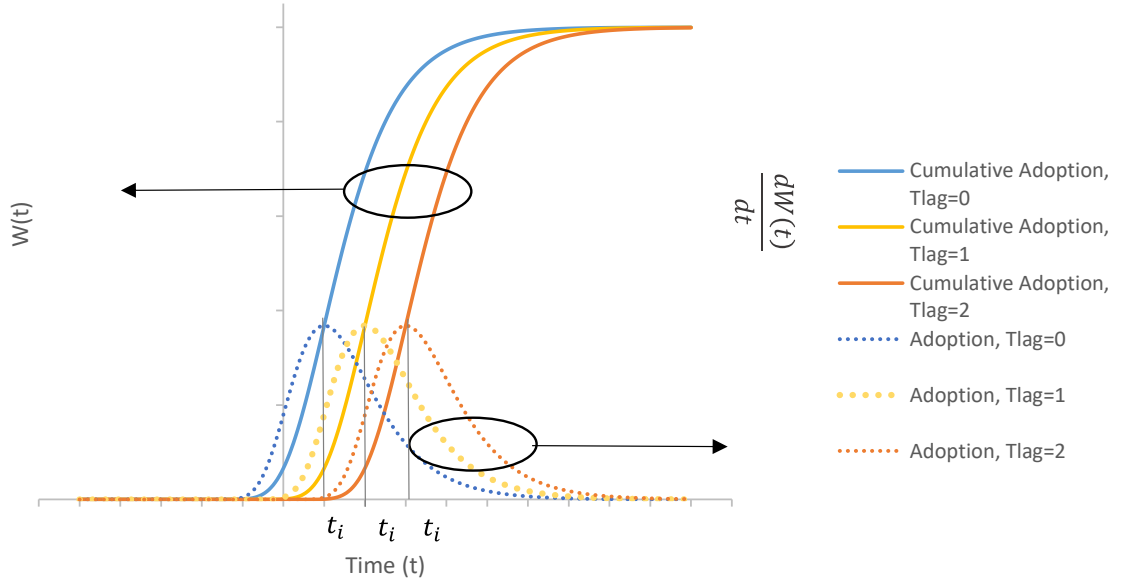 W(t)
dW(t)
dt
Cumulative Adoption,
Tlag=0
Cumulative Adoption,
Tlag=1
Cumulative Adoption,
Tlag=2
Adoption, Tlag=0
Adoption, Tlag=1
Adoption, Tlag=2
t_i t_i t_i
Time (t)